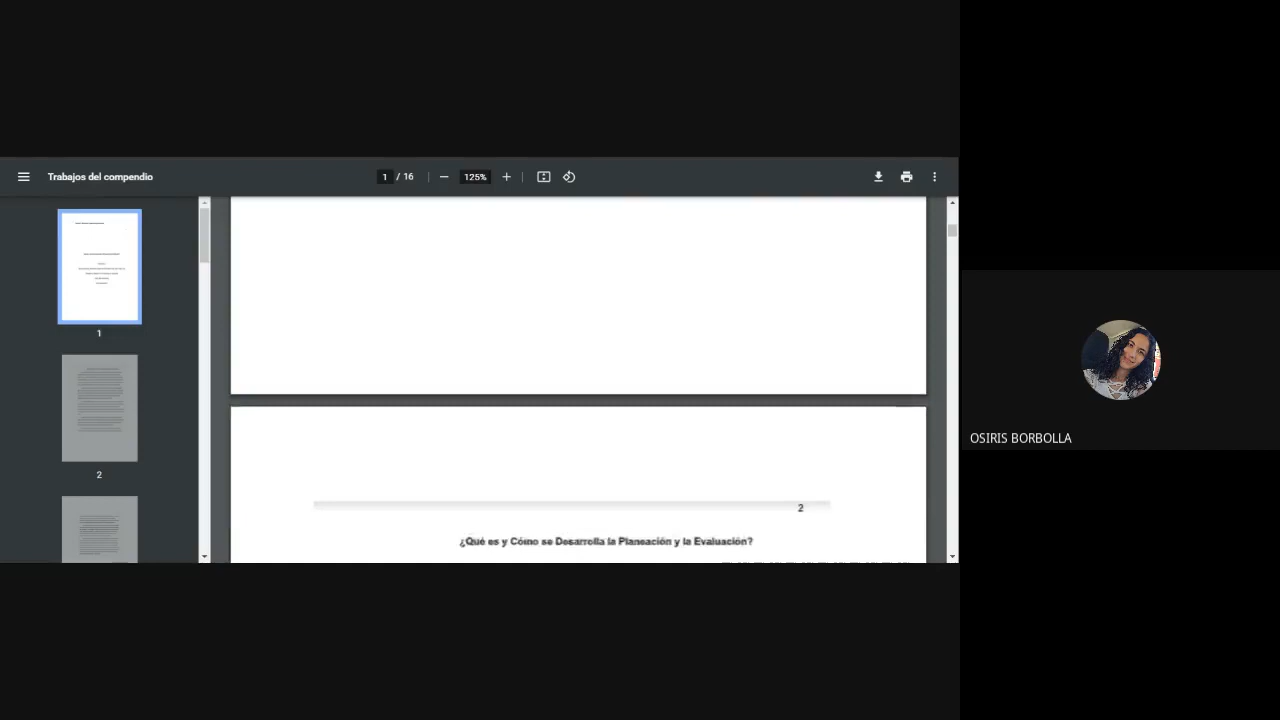 Trabajos del compendio
1 / 16
125%
1
2
2
¿Qué es y Cómo se Desarrolla la Planeación y la Evaluación?
OSIRIS BORBOLLA